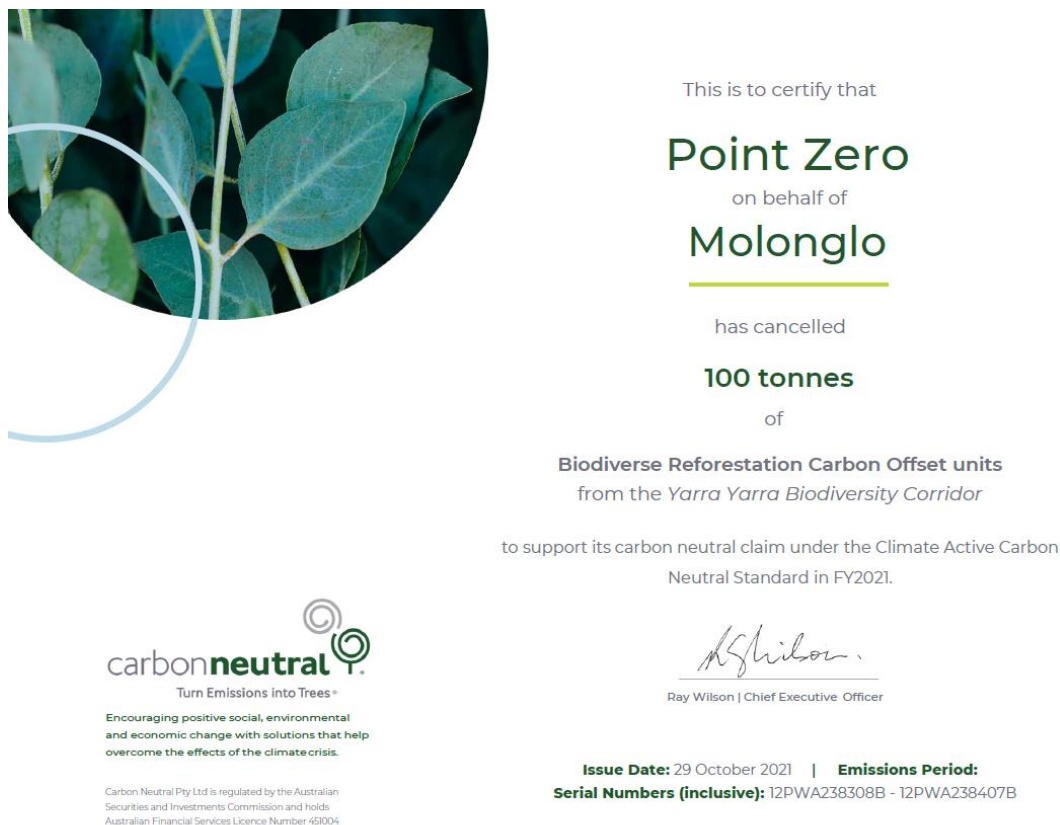 This is to certify that
Point Zero
on behalf of
Molonglo
has cancelled
100 tonnes
of
Biodiverse Reforestation Carbon Offset units
from the Yarra Yarra Biodiversity Corridor
to support its carbon neutral claim under the Climate Active Carbon
Neutral Standard in FY2021.
Ray Wilson | Chief Executive Officer
Issue Date: 29 October 2021 | Emissions Period:
Serial Numbers (inclusive): 12PWA238308B - 12PWA238407B
carbonneutral
Turn Emissions into Trees®
Encouraging positive social, environmental
and economic change with solutions that help
overcome the effects of the climatecrisis.
Carbon Neutral Pty Ltd is regulated by the Australian
Securities and Investments Commission and holds
Australian Financial Services Licence Number 451004